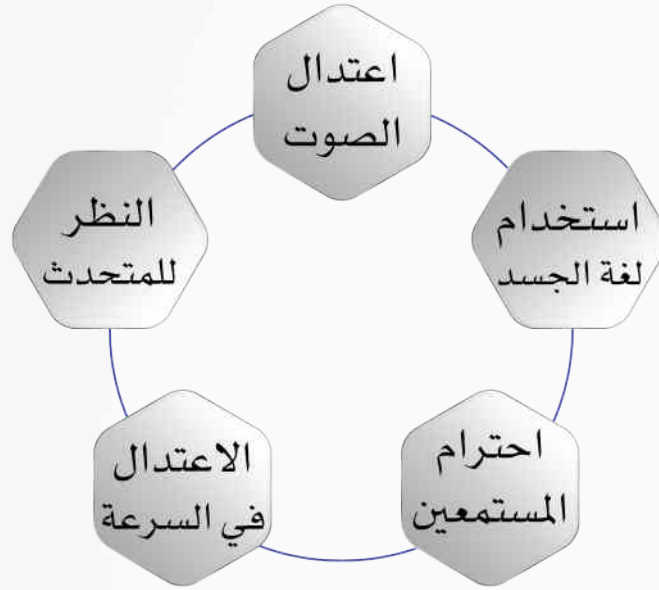 اعتدال
الصوت
استخدام
لغة الجسد
احترام
المستمعين
الاعتدال
في السرعة
النظر
للمتحدث